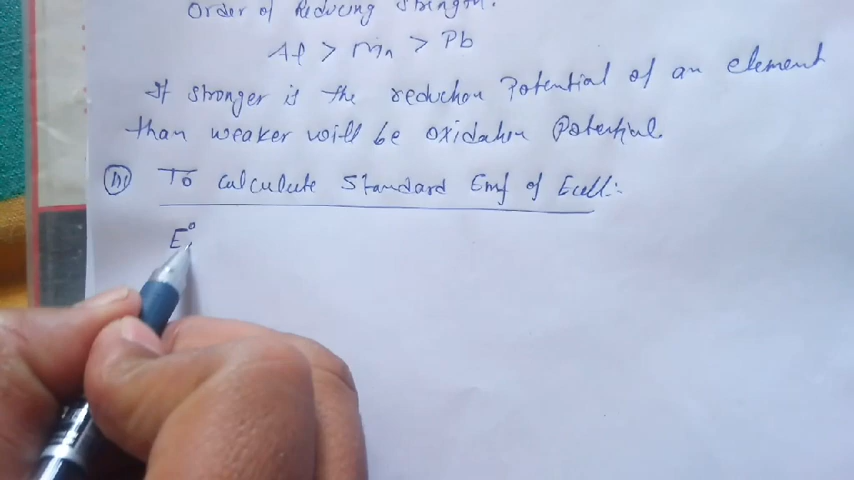 Order of Reducing Strength.
Al > Mn > Pb
If stronger is the reduction Potential of an element
than weaker will be oxidation Potential.
(IV) To Calculate Standard Emf of Ecell:-
E°